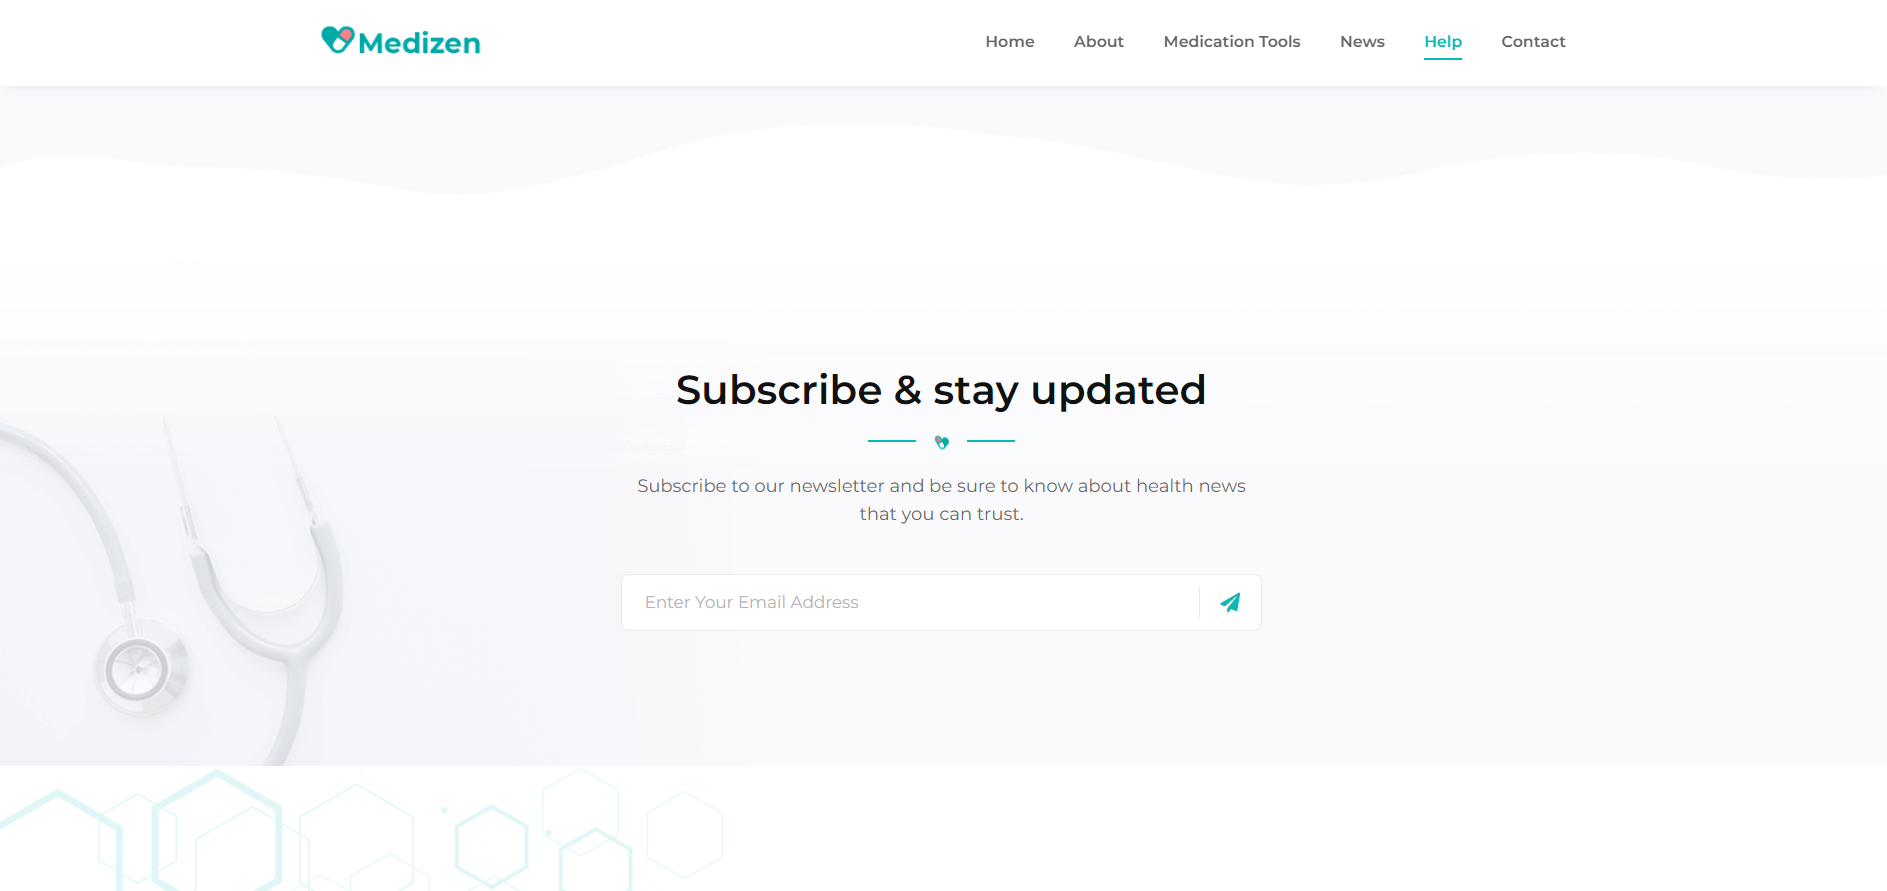 Medizen
Home About Medication Tools News Help Contact
Subscribe & stay updated
Subscribe to our newsletter and be sure to know about health news
that you can trust.
Enter Your Email Address